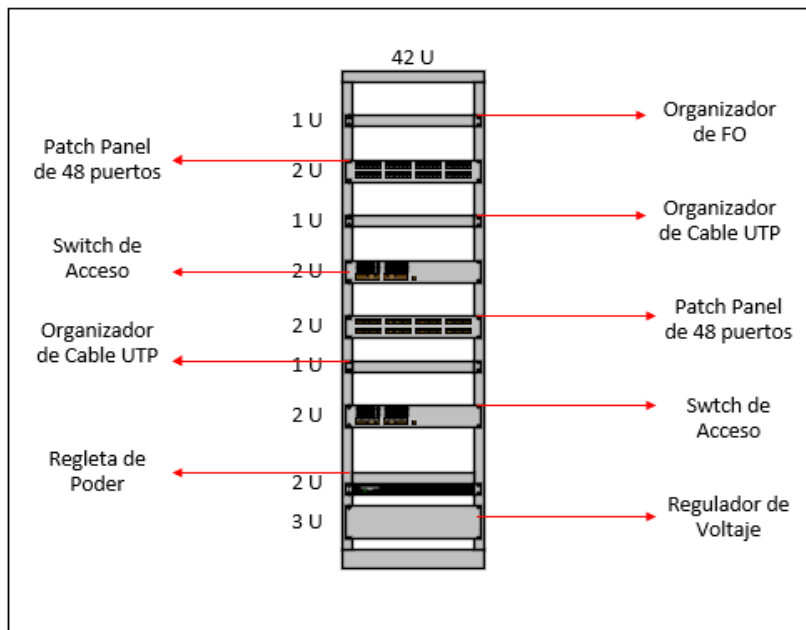 42 U
1 U
Organizador
de FO
Patch Panel
de 48 puertos
2 U
1 U
Organizador
de Cable UTP
Switch de
Acceso
2 U
Patch Panel
de 48 puertos
2 U
Organizador
de Cable UTP
1 U
2 U
Swtch de
Acceso
Regleta de
Poder
2 U
3 U
Regulador de
Voltaje